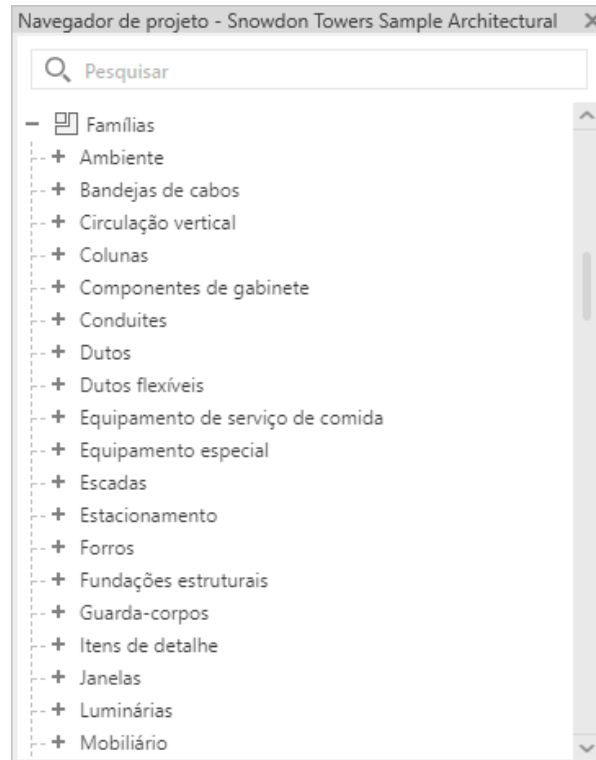 Navegador de projeto - Snowdon Towers Sample Architectural
Pesquisar
Famílias
Ambiente
Bandejas de cabos
Circulação vertical
Colunas
Componentes de gabinete
Conduites
Dutos
Dutos flexíveis
Equipamento de serviço de comida
Equipamento especial
Escadas
Estacionamento
Forros
Fundações estruturais
Guarda-corpos
Itens de detalhe
Janelas
Luminárias
Mobiliário